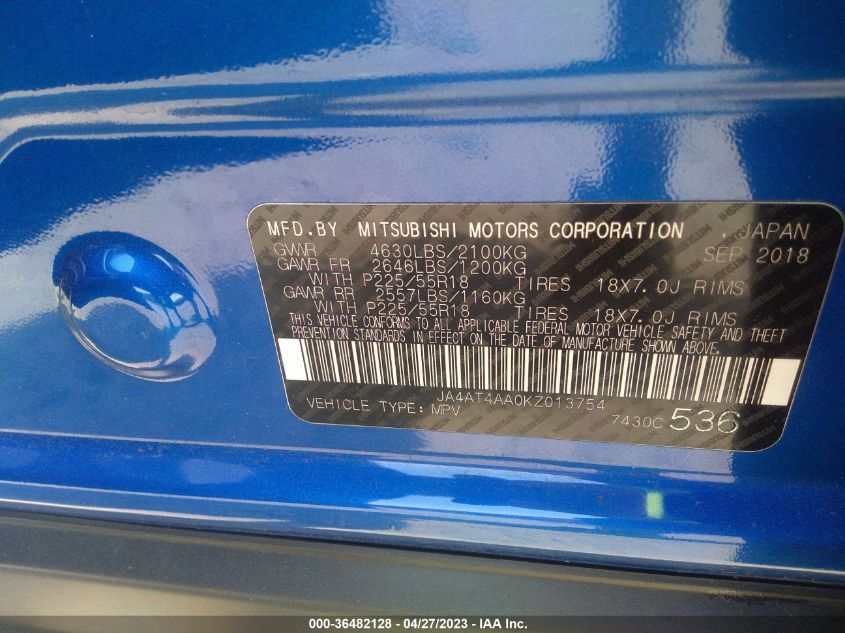 MFD.BY MITSUBISHI MOTORS CORPORATION , JAPAN
GVWR 4630LBS/2100KG SEP 2018
GAWR FR 2646LBS/1200KG
WITH P225/55R18 TIRES 18X7.0J RIMS
GAWR RR 2557LBS/1160KG
WITH P225/55R18 TIRES 18X7.0J RIMS
THIS VEHICLE CONFORMS TO ALL APPLICABLE FEDERAL MOTOR VEHICLE SAFETY AND THEFT
PREVENTION STANDARDS IN EFFECT ON THE DATE OF MANUFACTURE SHOWN ABOVE.
JA4AT4AA0KZ013754
VEHICLE TYPE: MPV 7430C 536
000-36482128 - 04/27/2023 - IAA Inc.